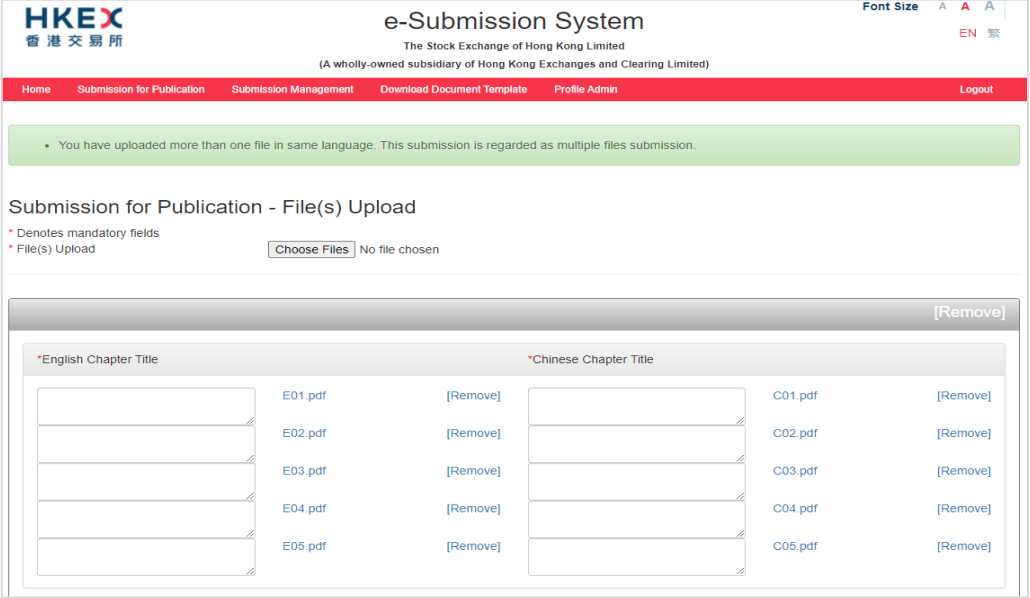 HKEX
香港交易所
e-Submission System
The Stock Exchange of Hong Kong Limited
(A wholly-owned subsidiary of Hong Kong Exchanges and Clearing Limited)
Font Size A A A
EN 繁
Home Submission for Publication Submission Management Download Document Template Profile Admin Logout
• You have uploaded more than one file in same language. This submission is regarded as multiple files submission.
Submission for Publication - File(s) Upload
* Denotes mandatory fields
* File(s) Upload Choose Files No file chosen
[Remove]
*English Chapter Title *Chinese Chapter Title
E01.pdf [Remove] C01.pdf [Remove]
E02.pdf [Remove] C02.pdf [Remove]
E03.pdf [Remove] C03.pdf [Remove]
E04.pdf [Remove] C04.pdf [Remove]
E05.pdf [Remove] C05.pdf [Remove]